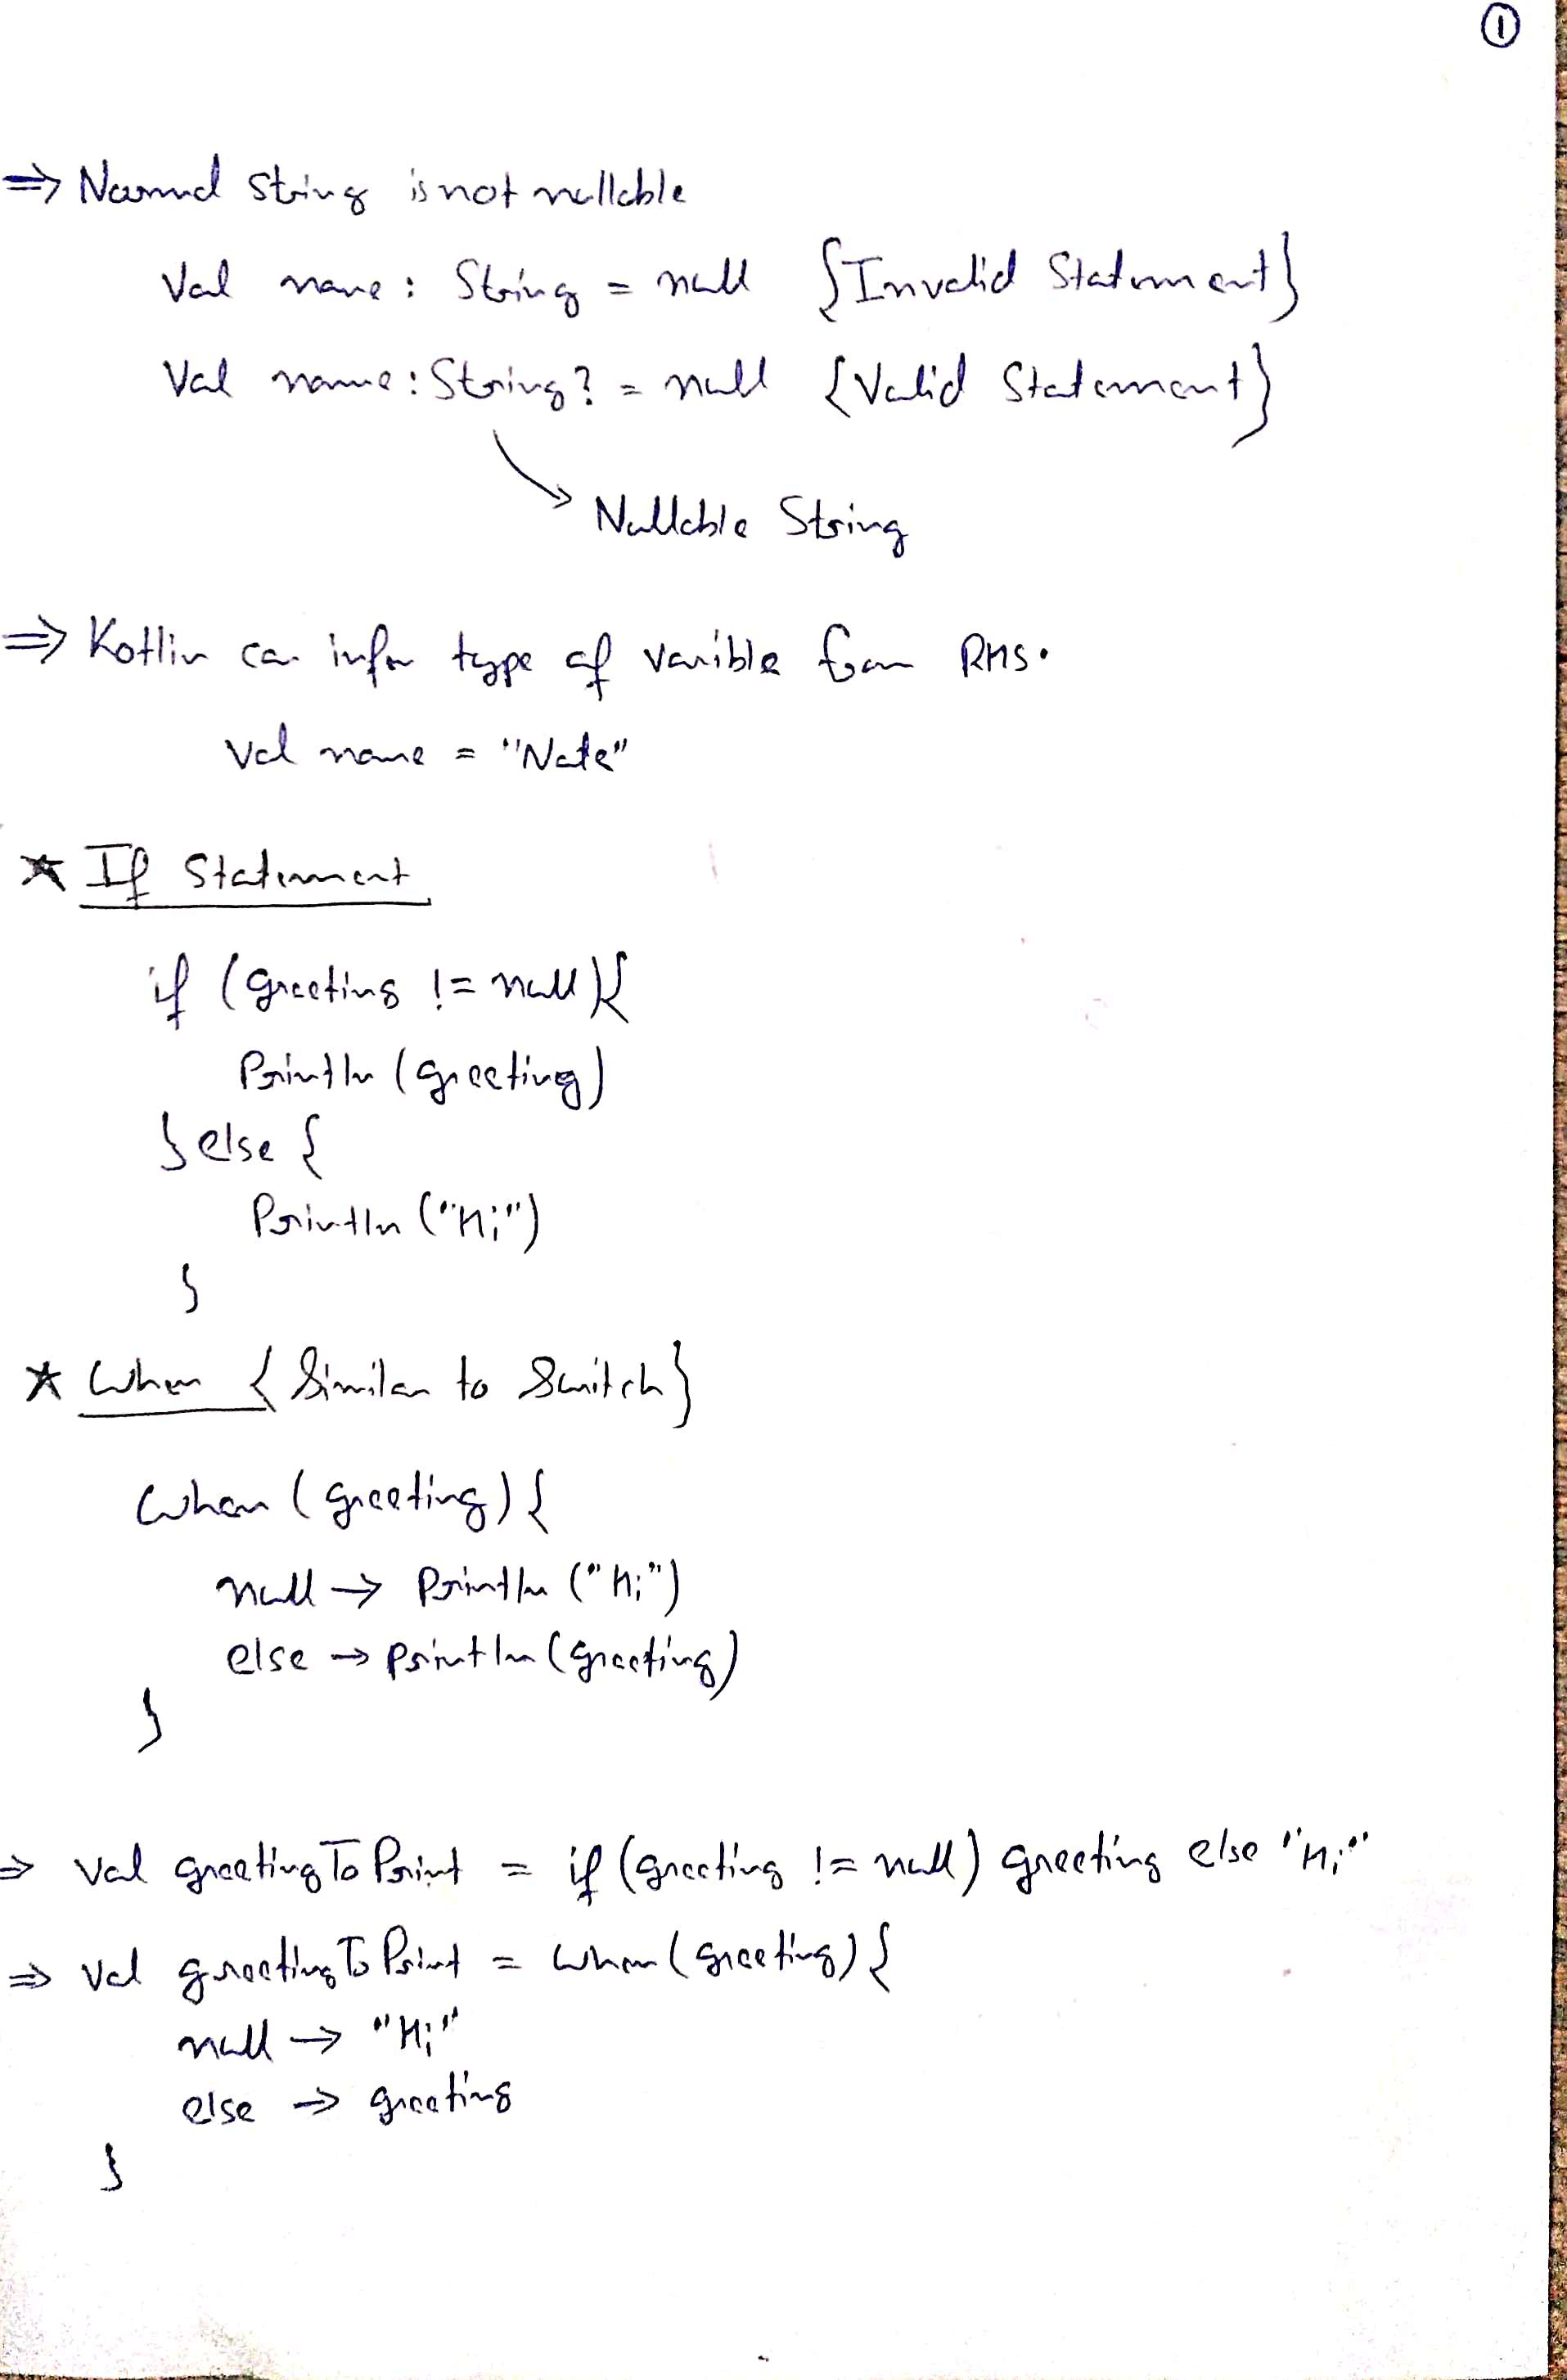 ①
⇒ Normal String is not nullable
Val name : String = null {Invalid Statement}
Val name : String? = null {Valid Statement}
Nullable String
⇒ Kotlin can infer type of varible from RHS.
Val name = "Nate"
* If Statement
if (greeting != null){
Println (greeting)
} else {
Println ("Hi")
}
* When { Similar to Switch}
When (greeting) {
null → Println ("Hi")
else → println (greeting)
}
⇒ val greetingToPrint = if (greeting != null) greeting else "Hi"
⇒ val greetingToPrint = when (greeting) {
null → "Hi"
else → greeting
}